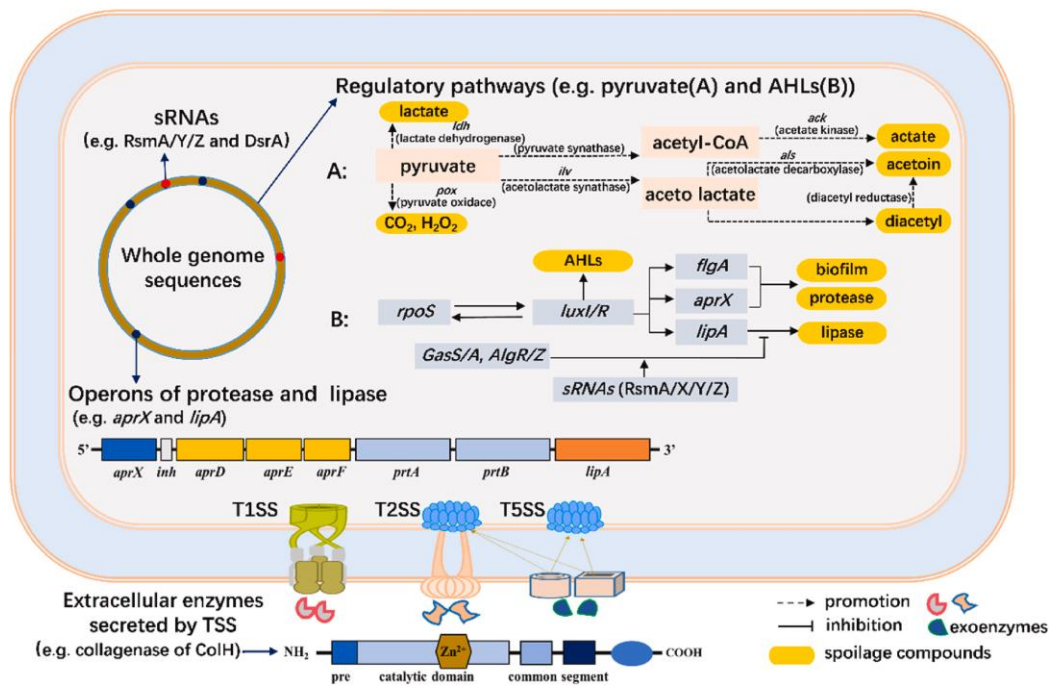 Regulatory pathways (e.g. pyruvate(A) and AHLs(B))
sRNAs
(e.g. RsmA/Y/Z and DsrA)
Whole genome
sequences
A:
lactate
ldh
(lactate dehydrogenase)
pyruvate
(pyruvate synthase)
acetyl-CoA
ack
(acetate kinase)
actate
ilv
(acetolactate synthase)
aceto lactate
als
(acetolactate decarboxylase)
acetoin
pox
(pyruvate oxidace)
CO₂, H₂O₂
(diacetyl reductase)
diacetyl
B:
AHLs
rpoS
luxI/R
flgA
aprX
lipA
biofilm
protease
lipase
GasS/A, AlgR/Z
sRNAs (RsmA/X/Y/Z)
Operons of protease and lipase
(e.g. aprX and lipA)
5’
3’
aprX
inh
aprD
aprE
aprF
prtA
prtB
lipA
T1SS
T2SS
T5SS
Extracellular enzymes
secreted by TSS
(e.g. collagenase of ColH)
NH₂
Zn²⁺
COOH
pre
catalytic domain
common segment
promotion
inhibition
exoenzymes
spoilage compounds